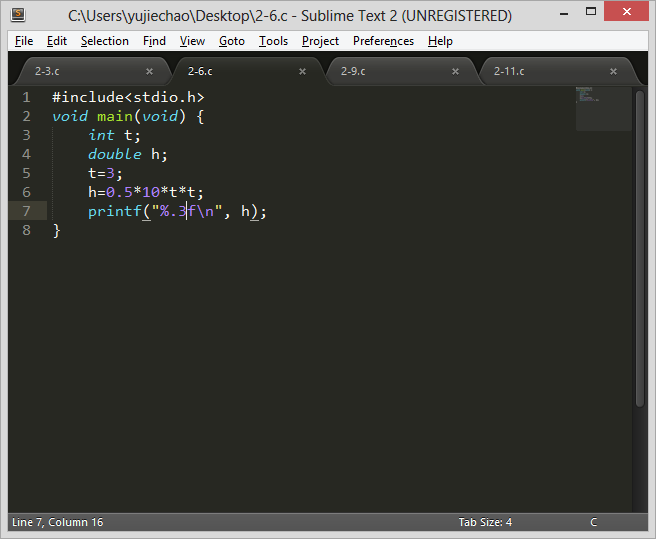 C:\Users\yujiechao\Desktop\2-6.c - Sublime Text 2 (UNREGISTERED)
File Edit Selection Find View Goto Tools Project Preferences Help
2-3.c × 2-6.c × 2-9.c × 2-11.c ×
1 #include<stdio.h>
2 void main(void) {
3 int t;
4 double h;
5 t=3;
6 h=0.5*10*t*t;
7 printf("%.3f\n", h);
8 }
Line 7, Column 16 Tab Size: 4 C